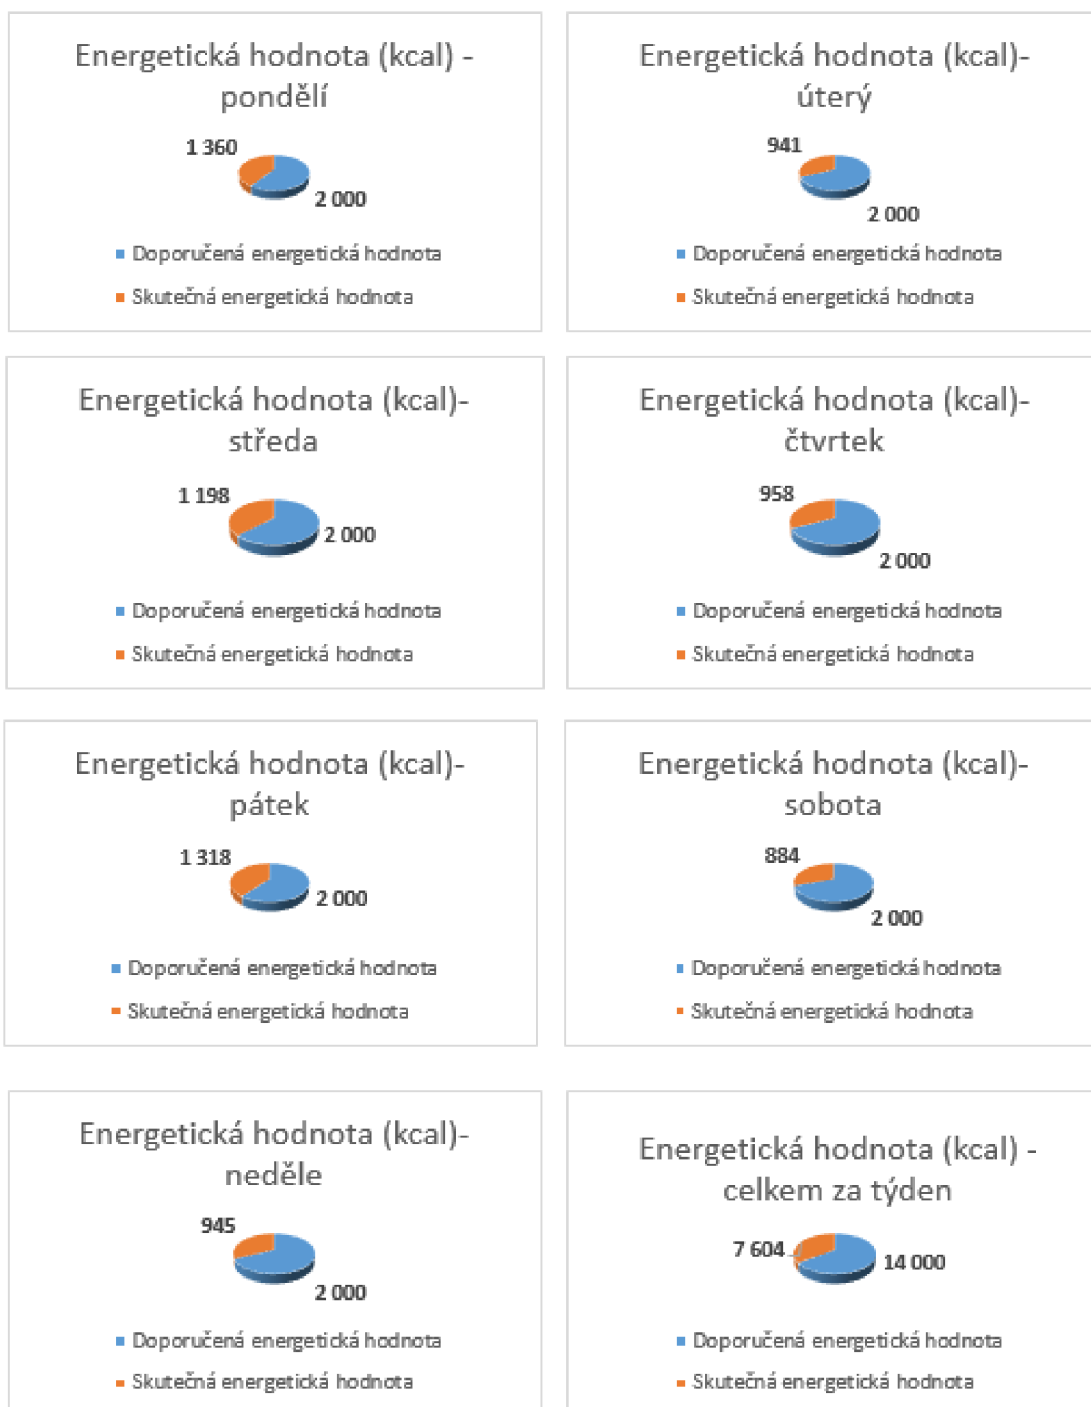 Energetická hodnota (kcal) -
pondělí
1 360
2 000
Doporučená energetická hodnota
Skutečná energetická hodnota
Energetická hodnota (kcal)-
úterý
941
2 000
Doporučená energetická hodnota
Skutečná energetická hodnota
Energetická hodnota (kcal)-
středa
1 198
2 000
Doporučená energetická hodnota
Skutečná energetická hodnota
Energetická hodnota (kcal)-
čtvrtek
958
2 000
Doporučená energetická hodnota
Skutečná energetická hodnota
Energetická hodnota (kcal)-
pátek
1 318
2 000
Doporučená energetická hodnota
Skutečná energetická hodnota
Energetická hodnota (kcal)-
sobota
884
2 000
Doporučená energetická hodnota
Skutečná energetická hodnota
Energetická hodnota (kcal)-
neděle
945
2 000
Doporučená energetická hodnota
Skutečná energetická hodnota
Energetická hodnota (kcal) -
celkem za týden
7 604
14 000
Doporučená energetická hodnota
Skutečná energetická hodnota